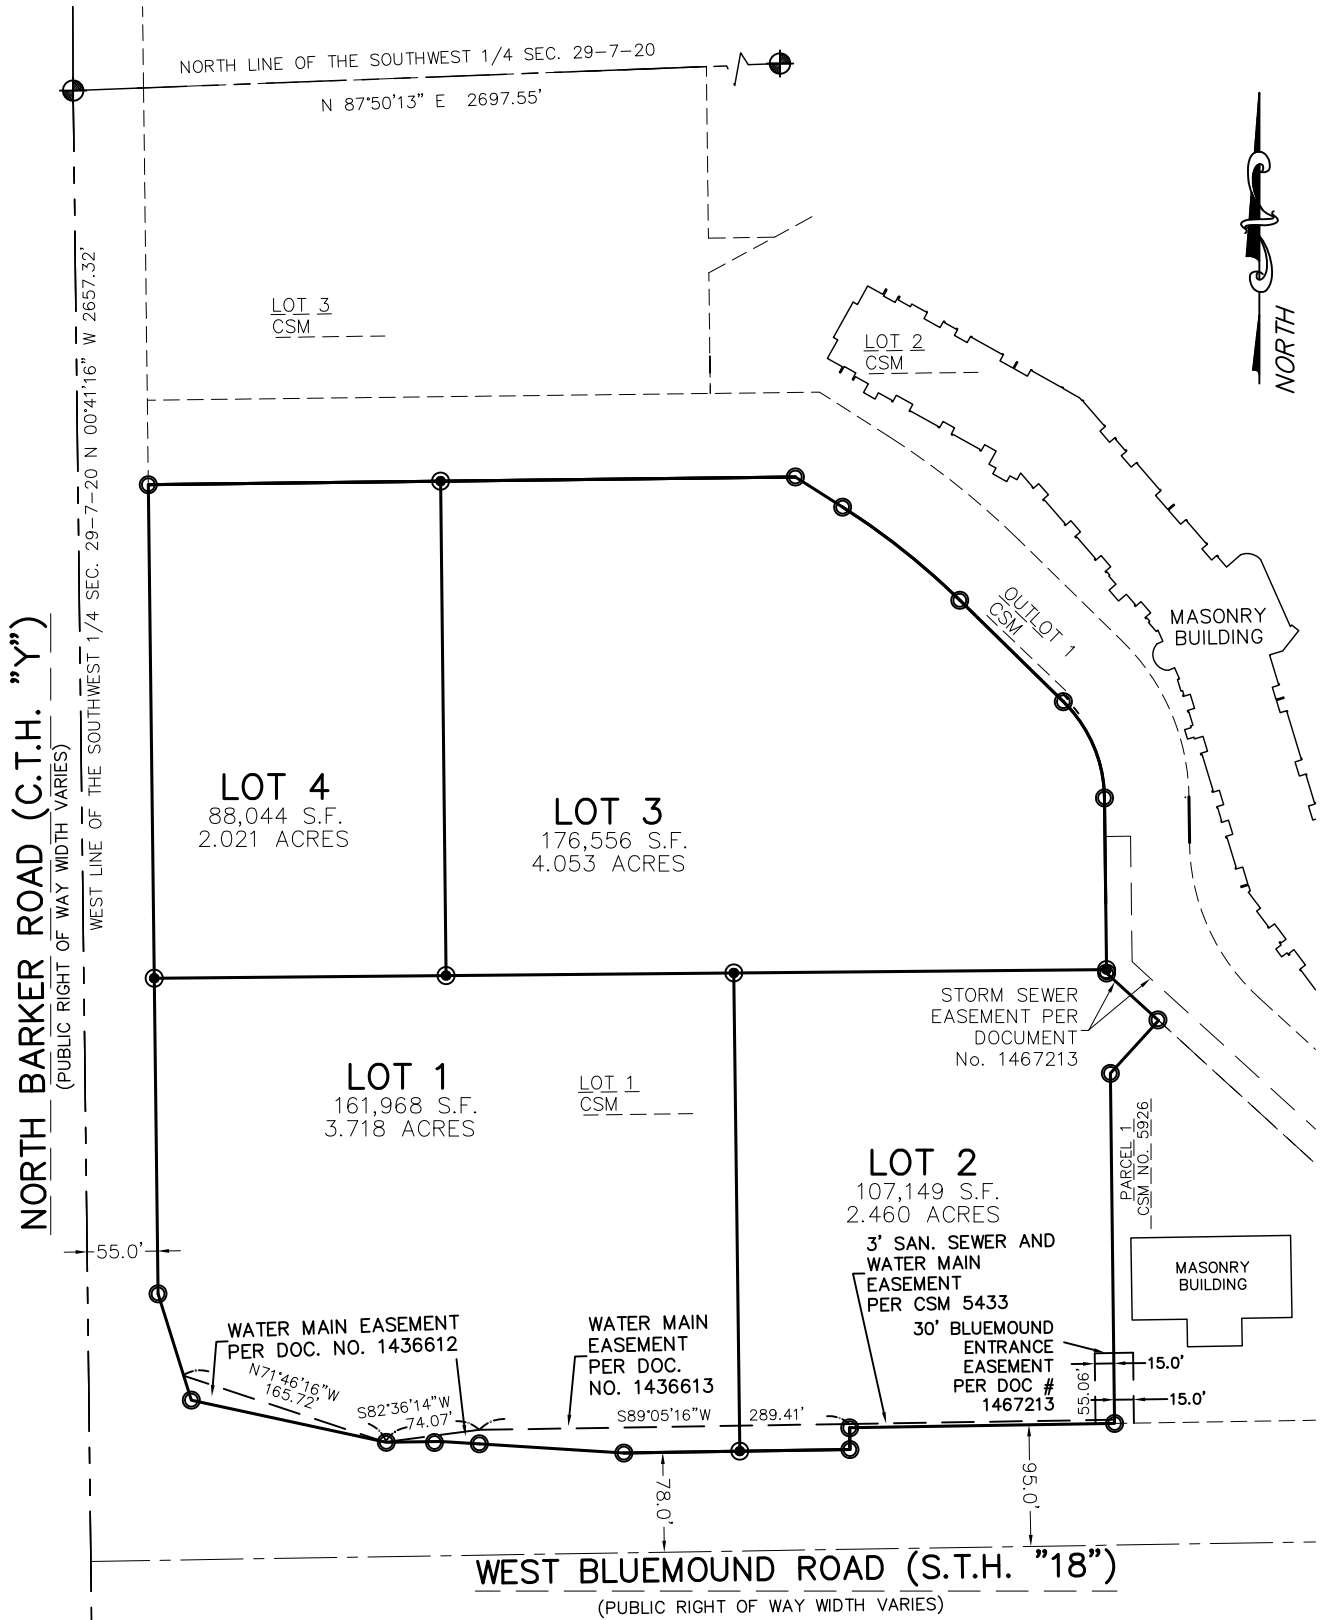 NORTH LINE OF THE SOUTHWEST 1/4 SEC. 29-7-20
N 87°50'13" E 2697.55'
NORTH
LOT 3
CSM
LOT 2
CSM
WEST LINE OF THE SOUTHWEST 1/4 SEC. 29-7-20 N 00°41'16" W 2657.32'
NORTH BARKER ROAD (C.T.H. "Y")
(PUBLIC RIGHT OF WAY WIDTH VARIES)
OUTLOT 1
CSM
MASONRY
BUILDING
LOT 4
88,044 S.F.
2.021 ACRES
LOT 3
176,556 S.F.
4.053 ACRES
STORM SEWER
EASEMENT PER
DOCUMENT
No. 1467213
LOT 1
161,968 S.F.
3.718 ACRES
LOT 1
CSM
PARCEL 1
CSM NO. 5926
LOT 2
107,149 S.F.
2.460 ACRES
3' SAN. SEWER AND
WATER MAIN
EASEMENT
PER CSM 5433
55.0'
MASONRY
BUILDING
WATER MAIN EASEMENT
PER DOC. NO. 1436612
WATER MAIN
EASEMENT
PER DOC.
NO. 1436613
30' BLUEMOUND
ENTRANCE
EASEMENT
PER DOC #
1467213
15.0'
15.0'
55.06'
N71°46'16"W
165.72'
S82°36'14"W
74.07'
S89°05'16"W 289.41'
78.0'
95.0'
WEST BLUEMOUND ROAD (S.T.H. "18")
(PUBLIC RIGHT OF WAY WIDTH VARIES)